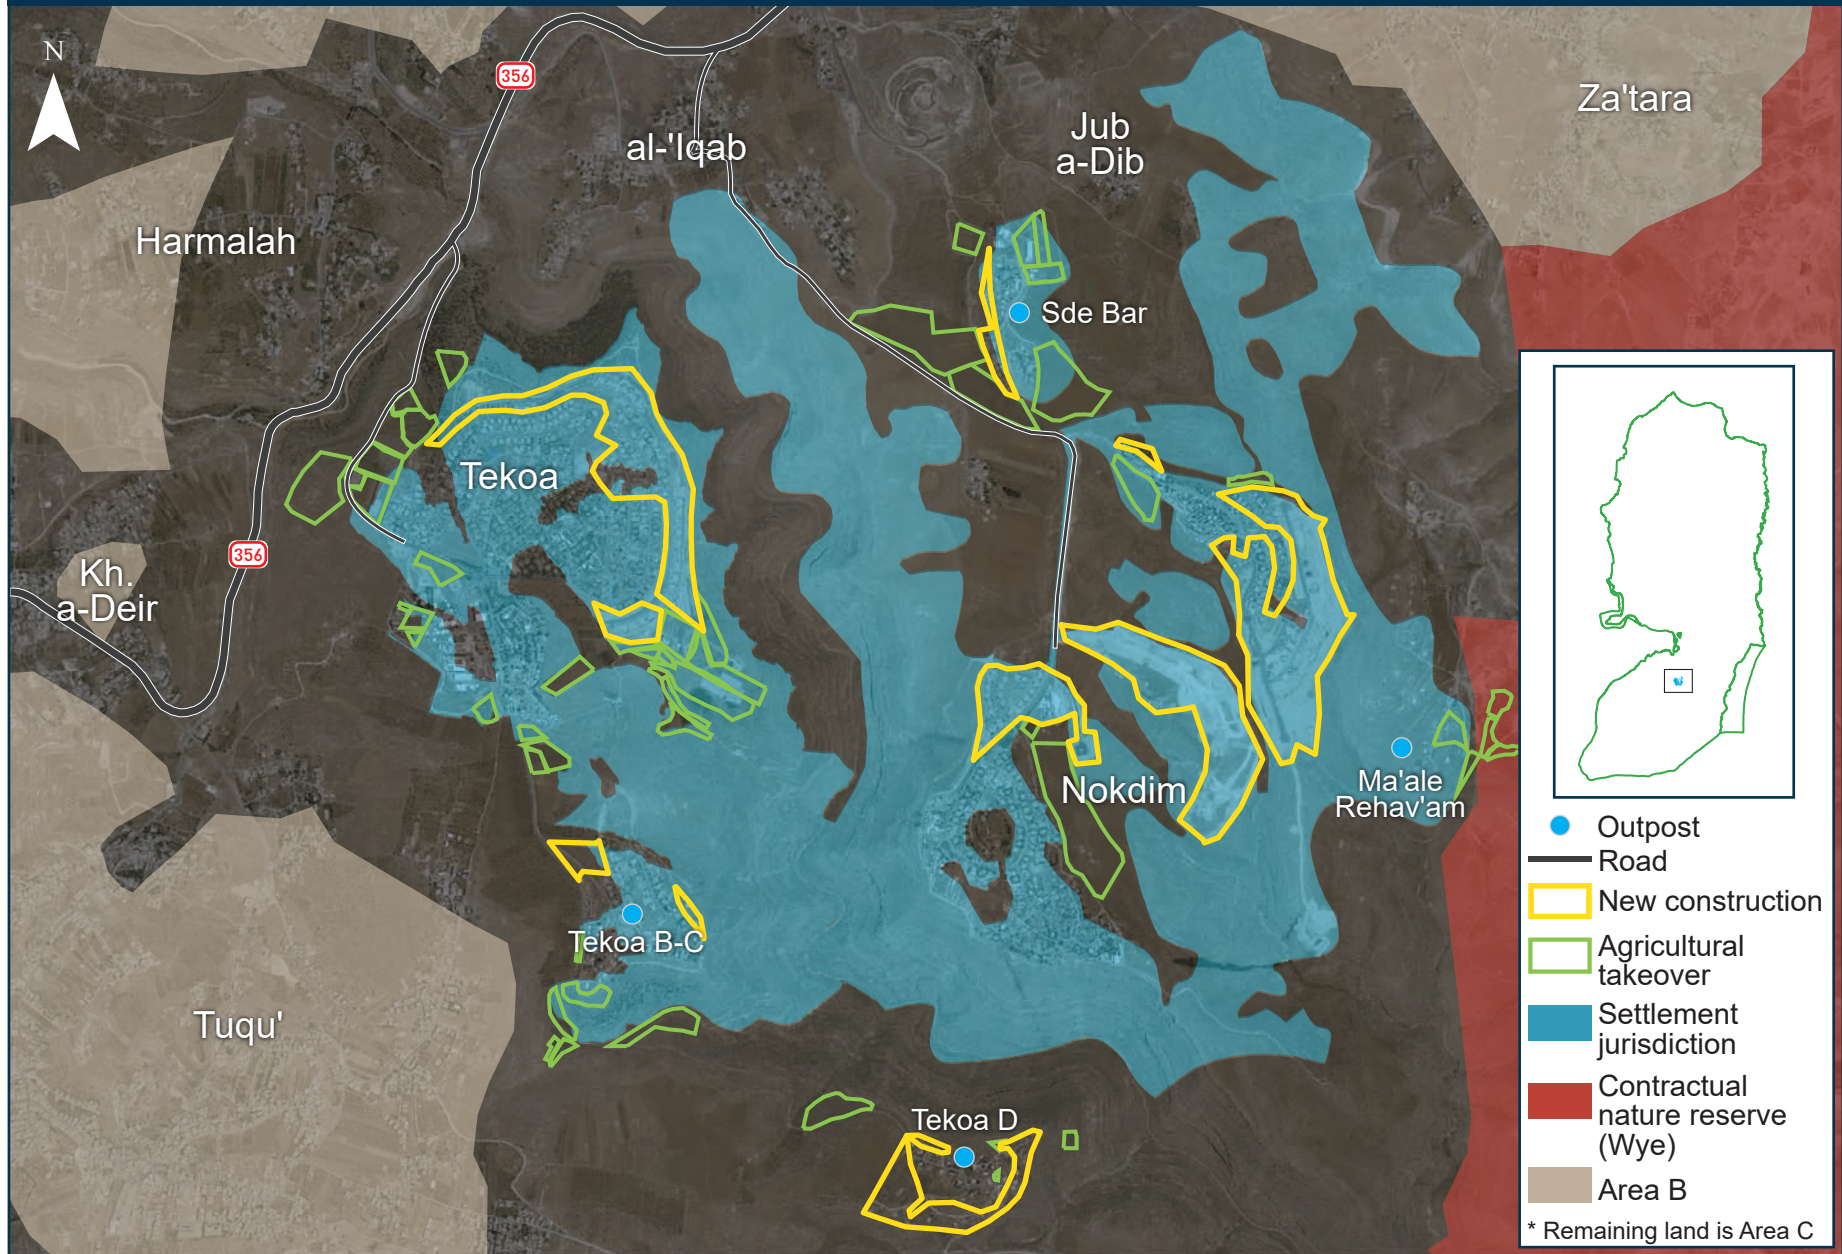 N
356
Za'tara
Jub
a-Dib
al-'Iqab
Harmalah
Sde Bar
Tekoa
356
Kh.
a-Deir
Nokdim
Ma'ale
Rehav'am
Tekoa B-C
Tuqu'
Tekoa D
Outpost
Road
New construction
Agricultural
takeover
Settlement
jurisdiction
Contractual
nature reserve
(Wye)
Area B
* Remaining land is Area C